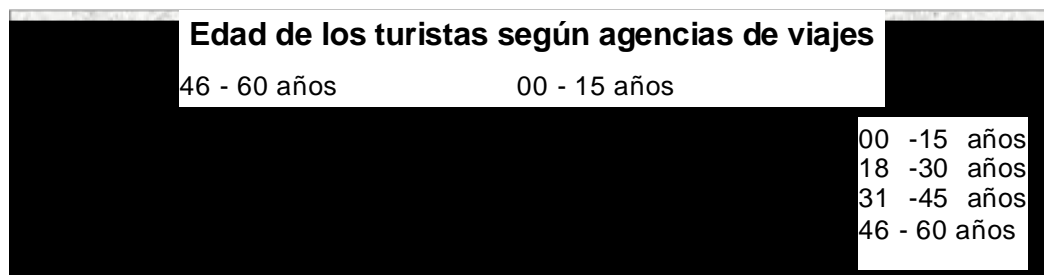 Edad de los turistas según agencias de viajes
46 - 60 años 00 - 15 años
00 -15 años
18 -30 años
31 -45 años
46 - 60 años